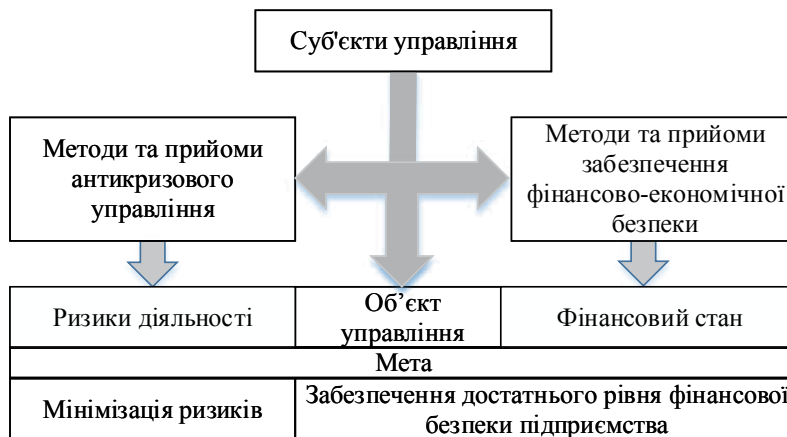 Суб'єкти управління
Методи та прийоми
антикризового
управління
Методи та прийоми
забезпечення
фінансово-економічної
безпеки
Ризики діяльності
Об’єкт
управління
Фінансовий стан
Мета
Мінімізація ризиків
Забезпечення достатнього рівня фінансової
безпеки підприємства